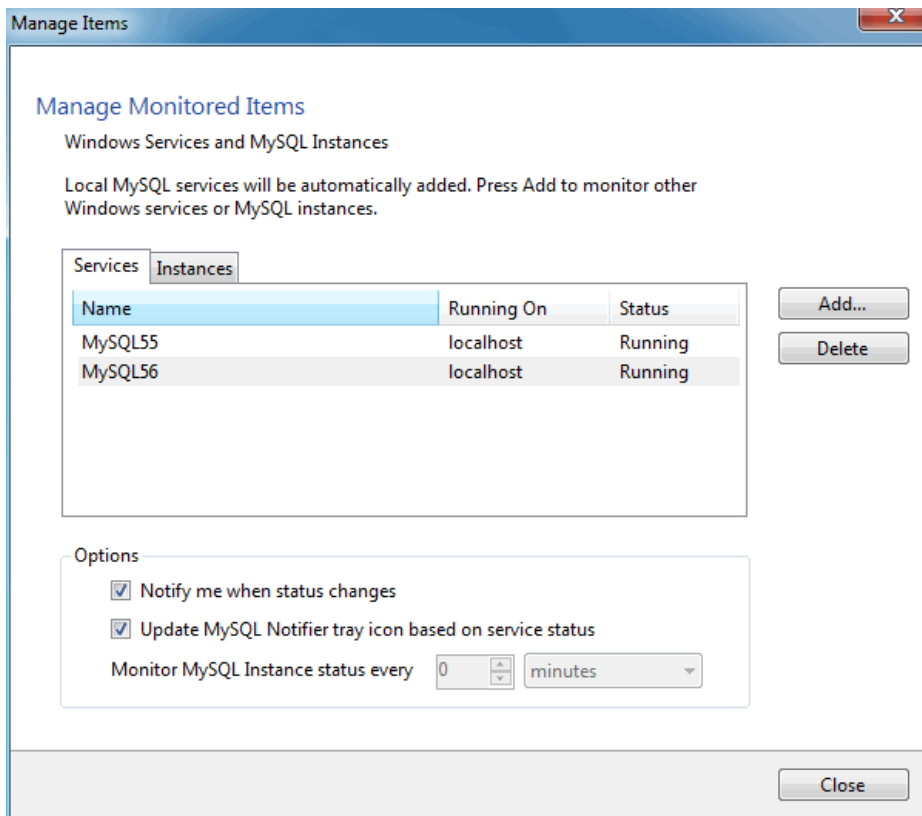 Manage Items
Manage Monitored Items
Windows Services and MySQL Instances
Local MySQL services will be automatically added. Press Add to monitor other
Windows services or MySQL instances.
Services Instances
Name Running On Status
MySQL55 localhost Running
MySQL56 localhost Running
Add...
Delete
Options
Notify me when status changes
Update MySQL Notifier tray icon based on service status
Monitor MySQL Instance status every 0 minutes
Close